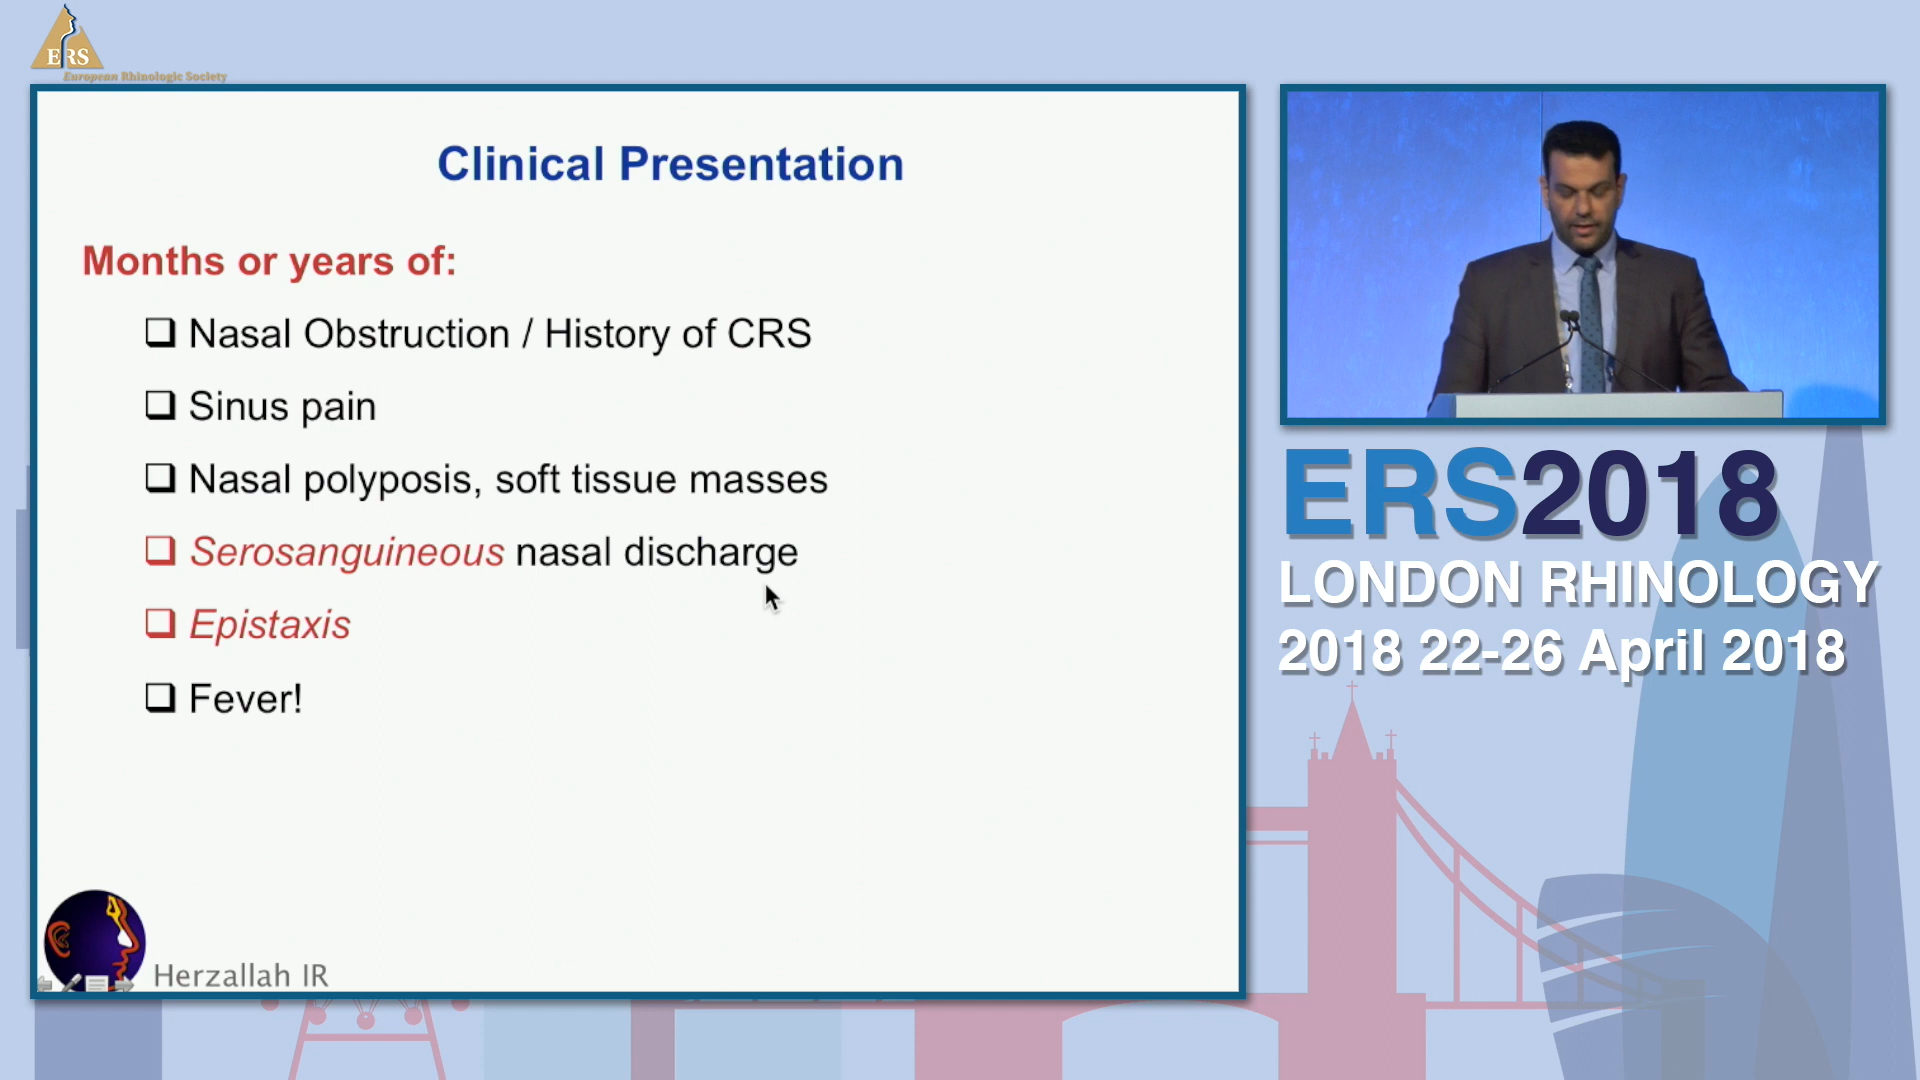 ERS
European Rhinologic Society
Clinical Presentation
Months or years of:
Nasal Obstruction / History of CRS
Sinus pain
Nasal polyposis, soft tissue masses
Serosanguineous nasal discharge
Epistaxis
Fever!
Herzallah IR
ERS2018
LONDON RHINOLOGY
2018 22-26 April 2018